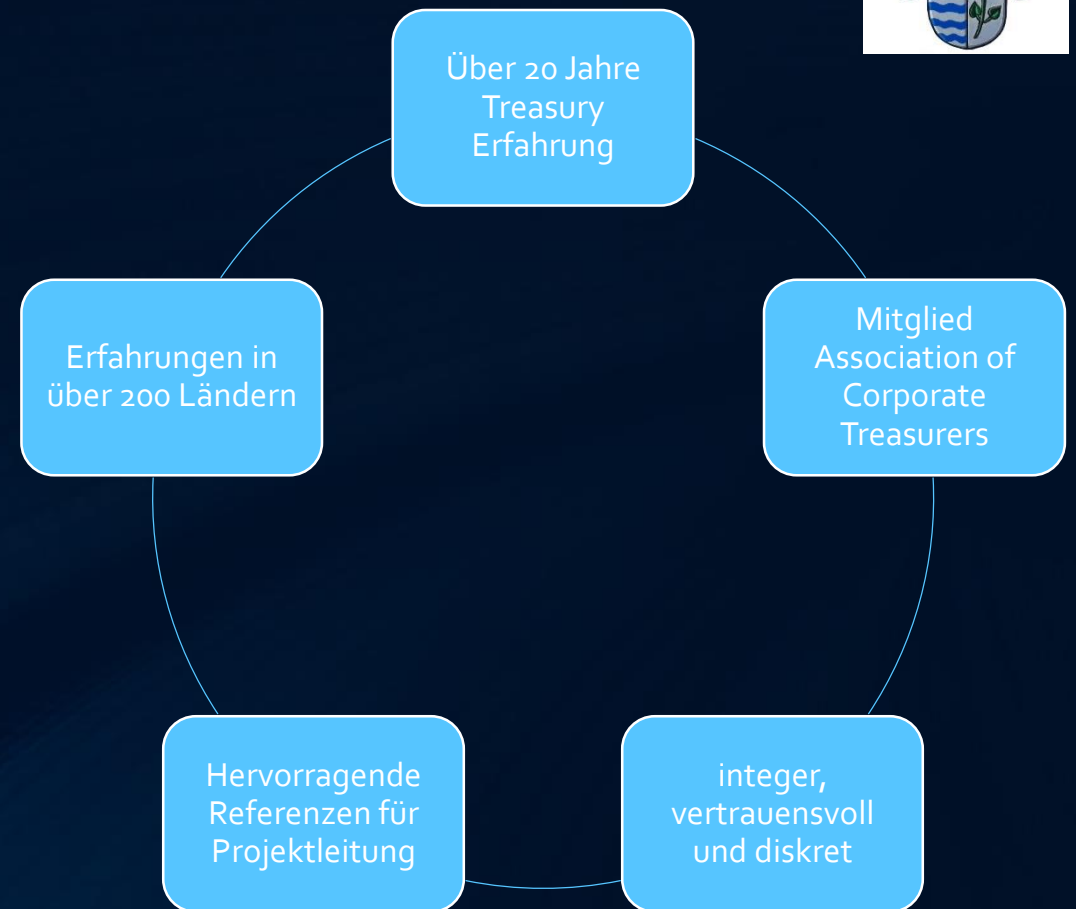 Über 20 Jahre
Treasury
Erfahrung
Mitglied
Association of
Corporate
Treasurers
integer,
vertrauensvoll
und diskret
Hervorragende
Referenzen für
Projektleitung
Erfahrungen in
über 200 Ländern